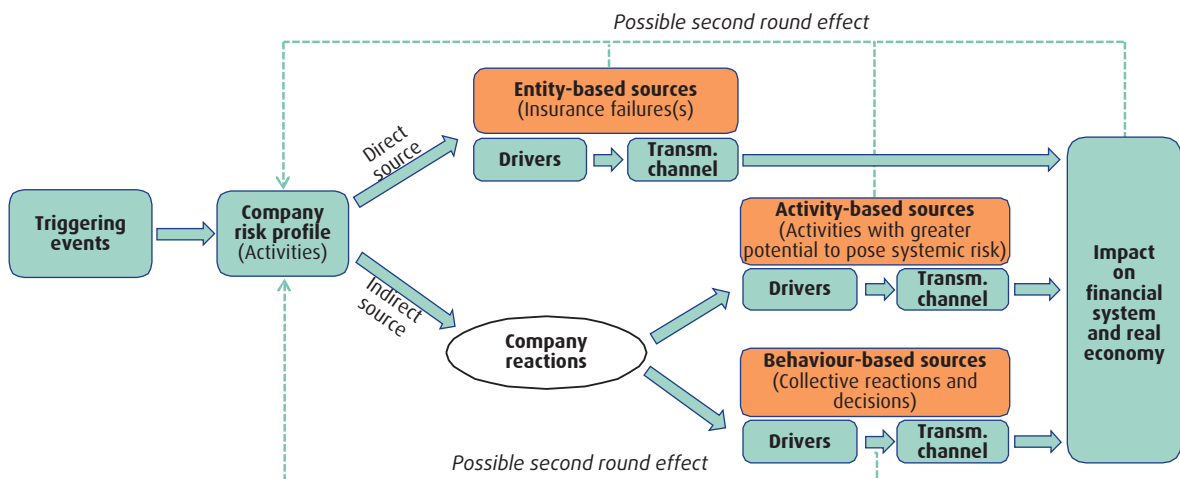 Possible second round effect
Entity-based sources
(Insurance failures(s)
Direct
source
Drivers
Transm.
channel
Triggering
events
Company
risk profile
(Activities)
Activity-based sources
(Activities with greater
potential to pose systemic risk)
Drivers
Transm.
channel
Impact
on
financial
system
and real
economy
Indirect
source
Company
reactions
Behaviour-based sources
(Collective reactions and
decisions)
Drivers
Transm.
channel
Possible second round effect